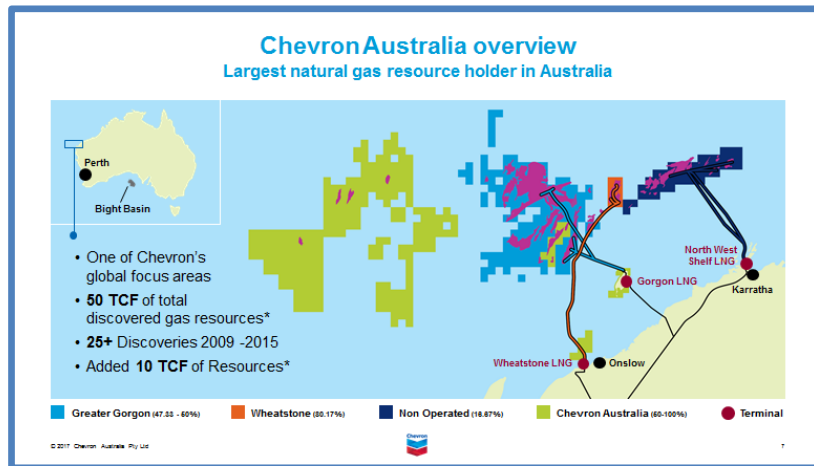 Chevron Australia overview
Largest natural gas resource holder in Australia
Perth
Bight Basin
• One of Chevron's
global focus areas
• 50 TCF of total
discovered gas resources*
• 25+ Discoveries 2009 -2015
• Added 10 TCF of Resources*
North West
Shelf LNG
Gorgon LNG
Karratha
Wheatstone LNG
Onslow
Greater Gorgon (47.33 - 50%)
Wheatstone (80.17%)
Non Operated (16.67%)
Chevron Australia (50-100%)
Terminal
© 2017 Chevron Australia Pty Ltd
Chevron
7